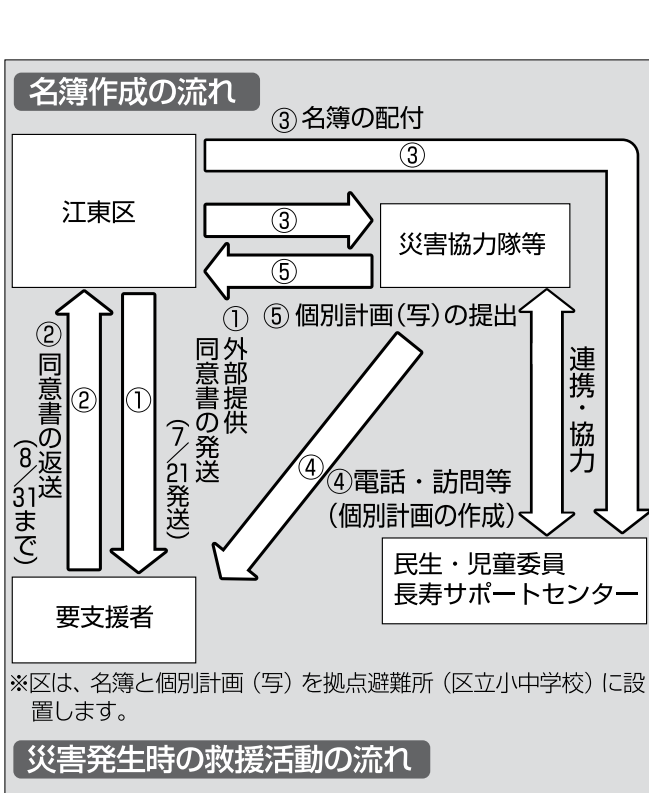 名簿作成の流れ
③名簿の配付
③
江東区
③
災害協力隊等
⑤
⑤個別計画(写)の提出
①外部提供
同意書の発送
(7/21発送)
②同意書の返送
(8/31まで)
②
①
連携・協力
④
④電話・訪問等
(個別計画の作成)
民生・児童委員
長寿サポートセンター
要支援者
※区は、名簿と個別計画(写)を拠点避難所(区立小中学校)に設
置します。
災害発生時の救援活動の流れ